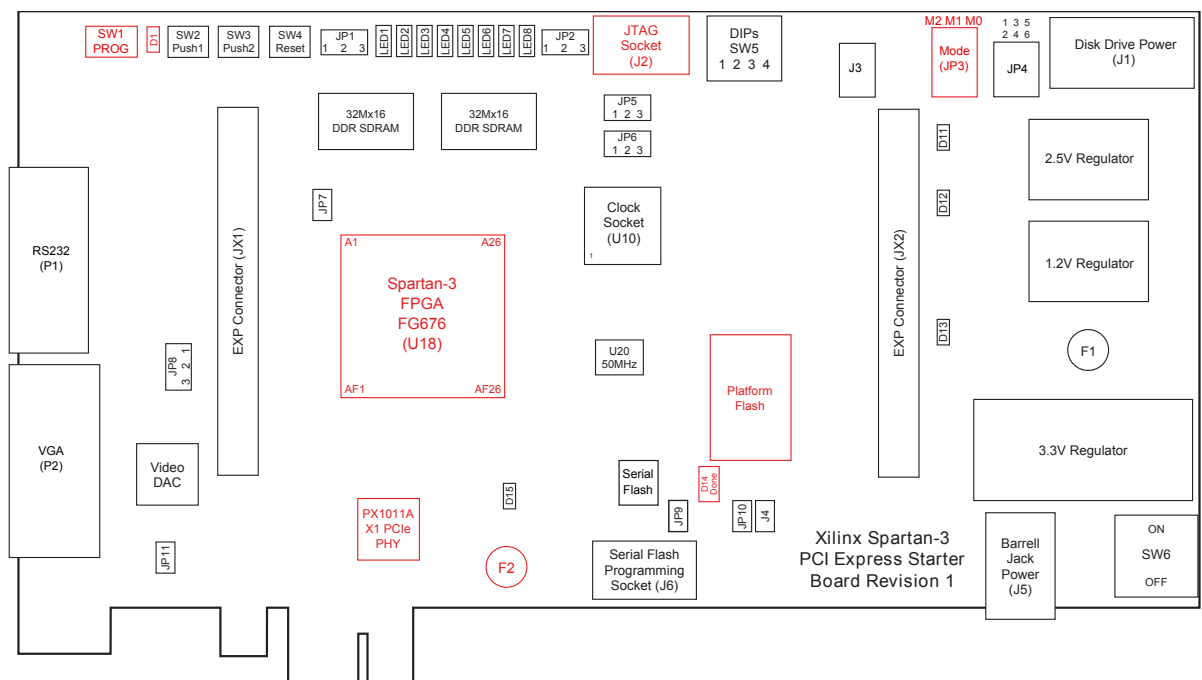 SW1
PROG
D1
SW2
Push1
SW3
Push2
SW4
Reset
JP1
1 2 3
LED1
LED2
LED3
LED4
LED5
LED6
LED7
LED8
JP2
1 2 3
JTAG
Socket
(J2)
DIPs
SW5
1 2 3 4
J3
M2 M1 M0
Mode
(JP3)
1 3 5
2 4 6
JP4
Disk Drive Power
(J1)
32Mx16
DDR SDRAM
32Mx16
DDR SDRAM
JP5
1 2 3
JP6
1 2 3
D11
2.5V Regulator
RS232
(P1)
EXP Connector (JX1)
JP7
Clock
Socket
(U10)
1
EXP Connector (JX2)
D12
1.2V Regulator
A1
A26
Spartan-3
FPGA
FG676
(U18)
AF1
AF26
JP8
3 2 1
U20
50MHz
D13
F1
Platform
Flash
VGA
(P2)
Video
DAC
3.3V Regulator
Serial
Flash
D14
Done
D15
PX1011A
X1 PCIe
PHY
JP9
JP10
J4
JP11
F2
Serial Flash
Programming
Socket (J6)
Xilinx Spartan-3
PCI Express Starter
Board Revision 1
Barrell
Jack
Power
(J5)
ON
SW6
OFF